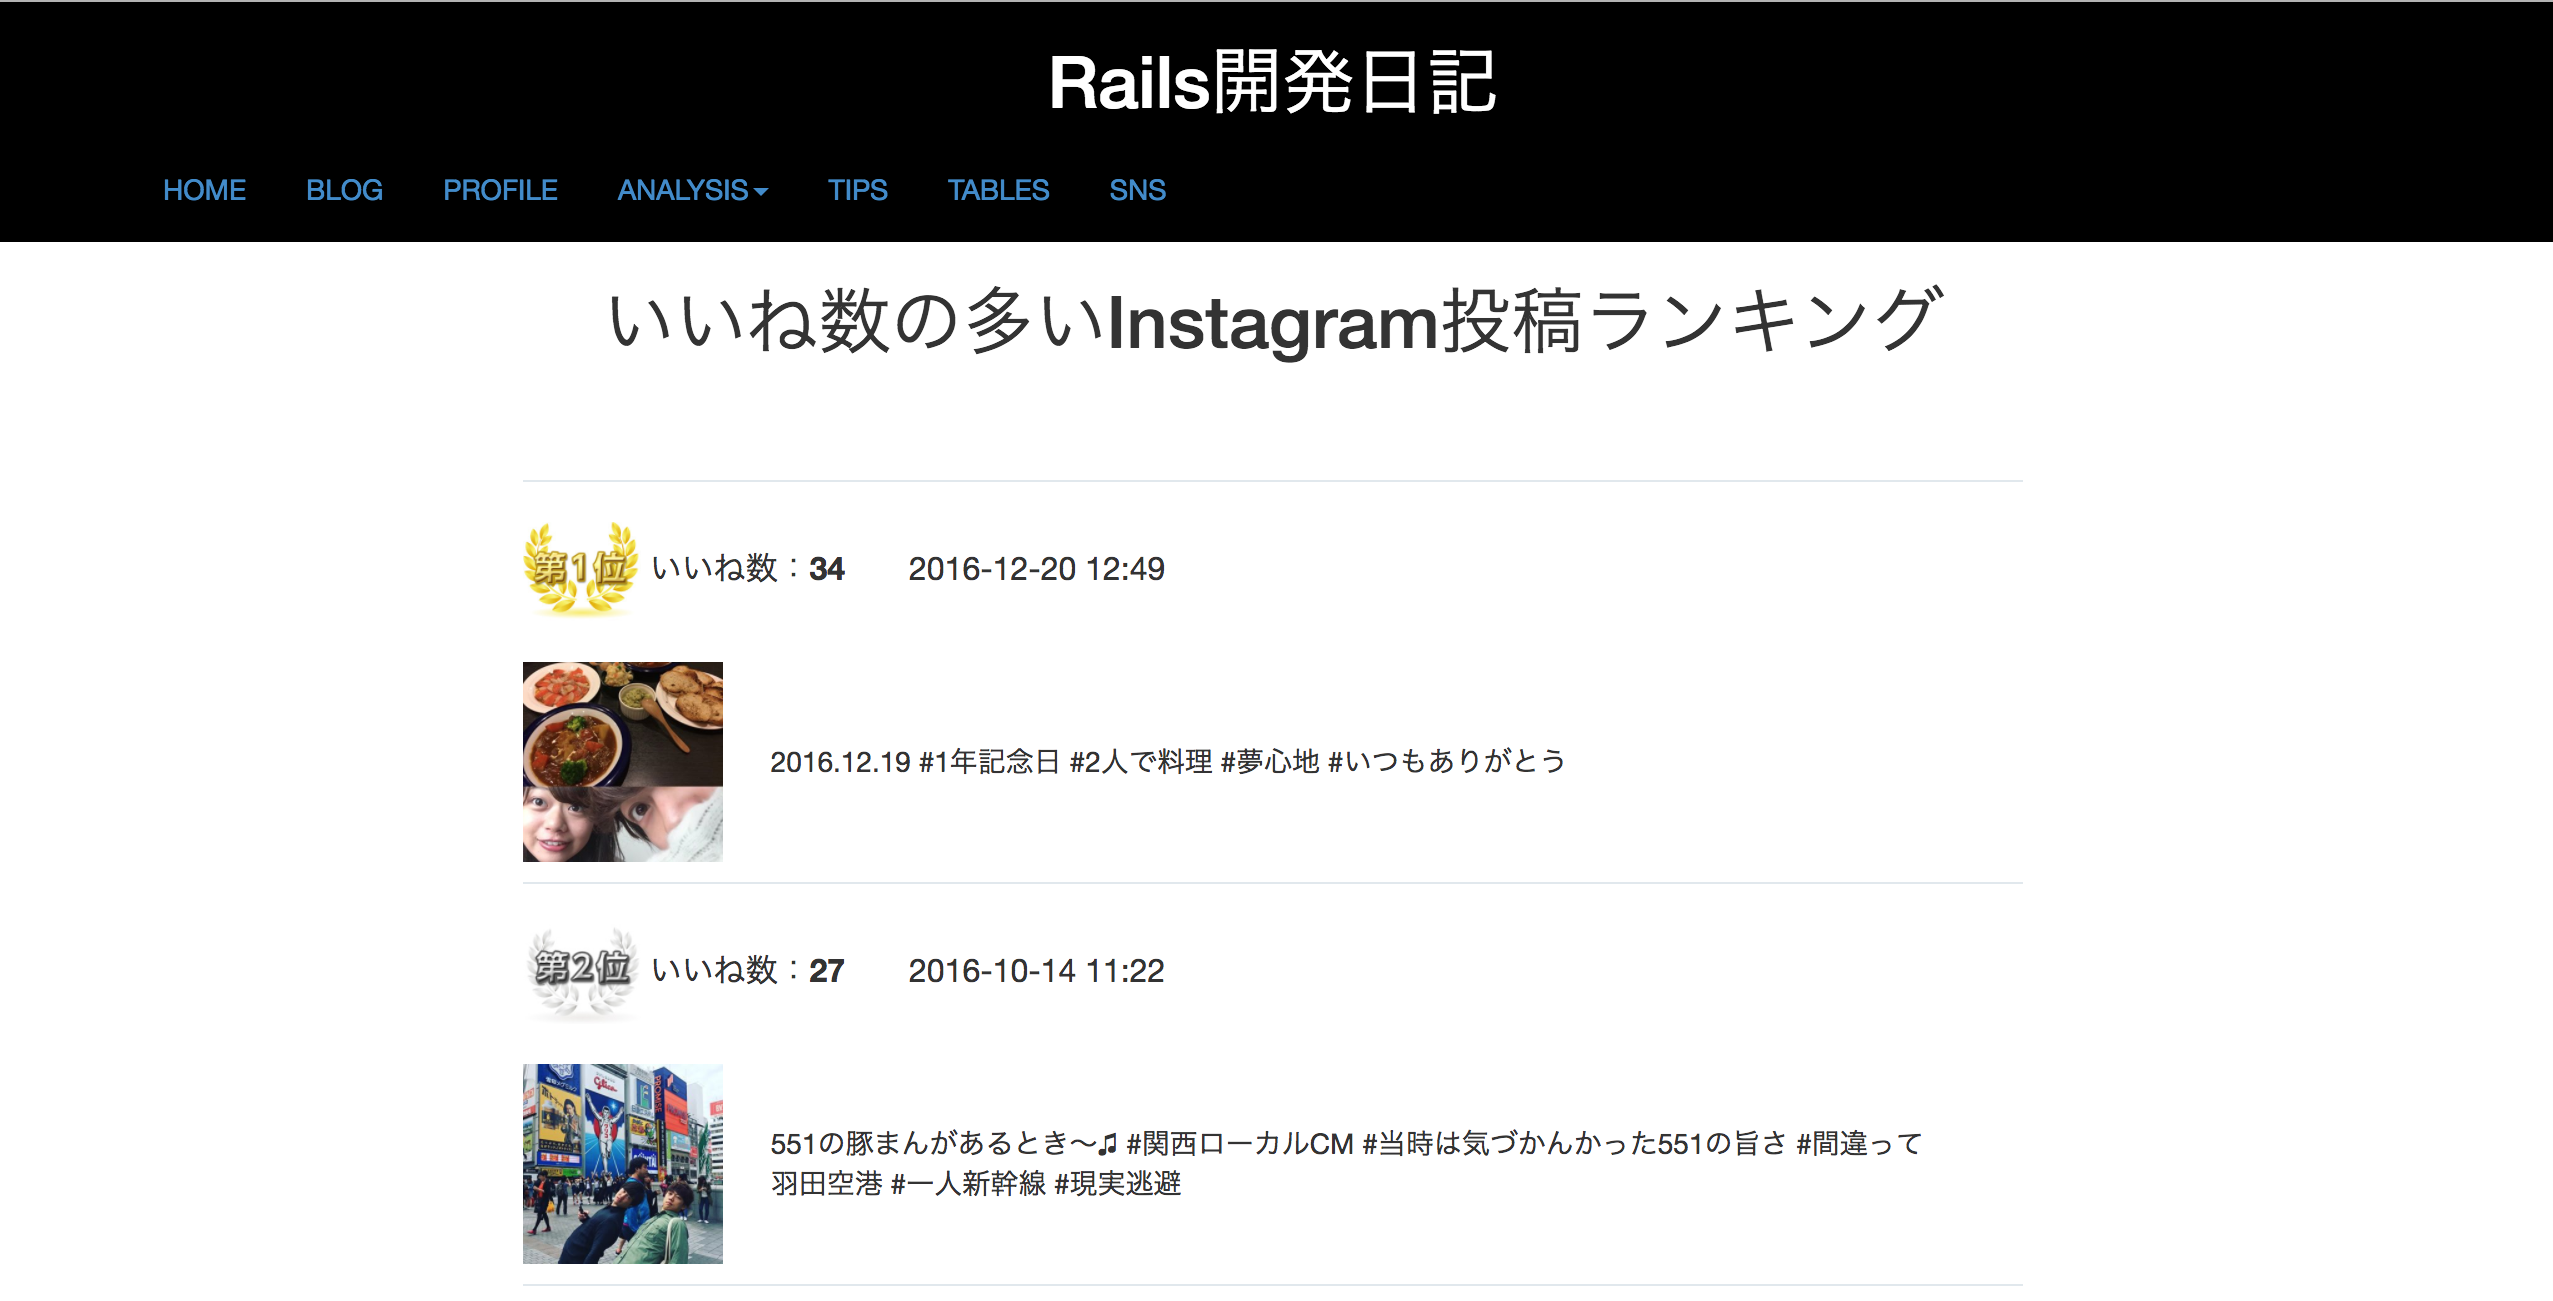 Rails開発日記
HOME BLOG PROFILE ANALYSIS TIPS TABLES SNS
いいね数の多いInstagram投稿ランキング
第1位 いいね数：34 2016-12-20 12:49
2016.12.19 #1年記念日 #2人で料理 #夢心地 #いつもありがとう
第2位 いいね数：27 2016-10-14 11:22
Glico
PROMISE
551の豚まんがあるとき〜♫ #関西ローカルCM #当時は気づかんかった551の旨さ #間違って
羽田空港 #一人新幹線 #現実逃避